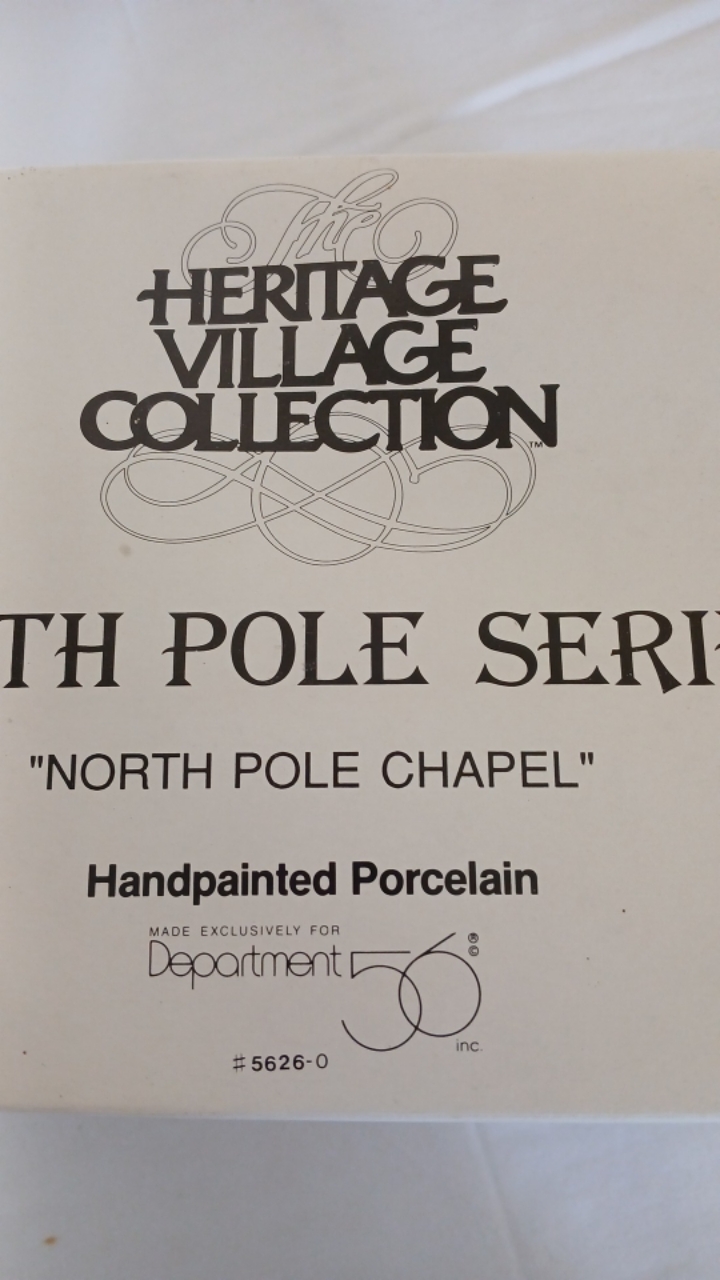 The
HERITAGE
VILLAGE
COLLECTION™
TH POLE SERI
"NORTH POLE CHAPEL"
Handpainted Porcelain
MADE EXCLUSIVELY FOR
Department 56 ® ©
inc.
#5626-0